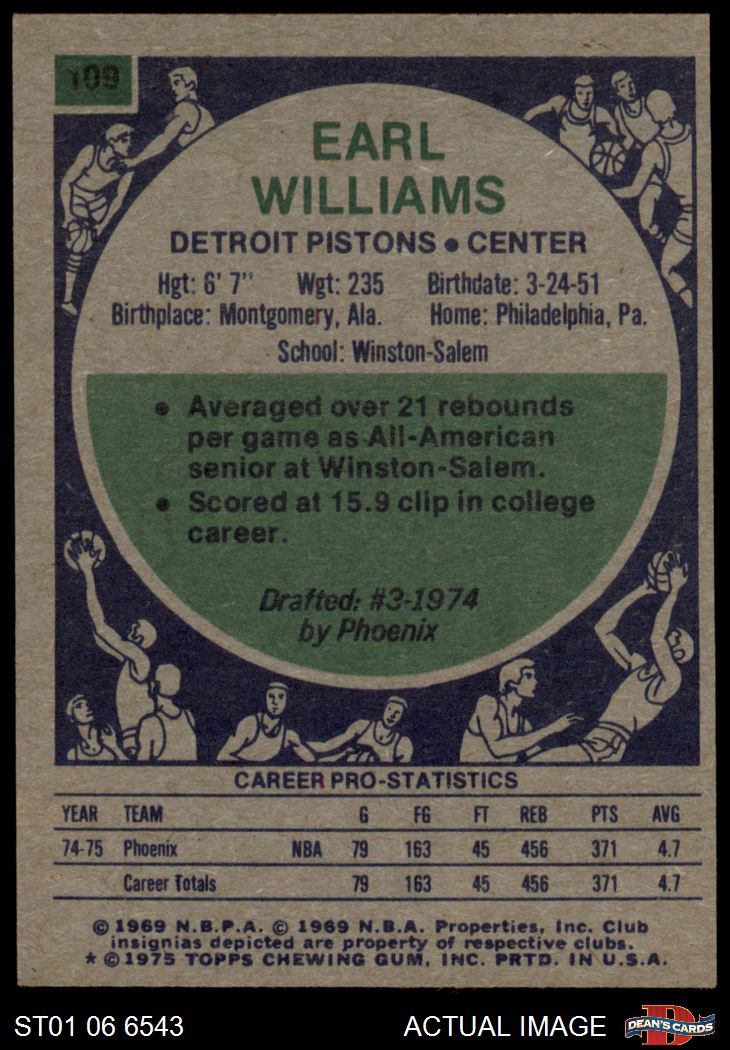 109
EARL
WILLIAMS
DETROIT PISTONS • CENTER
Hgt: 6' 7" Wgt: 235 Birthdate: 3-24-51
Birthplace: Montgomery, Ala. Home: Philadelphia, Pa.
School: Winston-Salem
• Averaged over 21 rebounds
per game as All-American
senior at Winston-Salem.
• Scored at 15.9 clip in college
career.
Drafted: #3-1974
by Phoenix
CAREER PRO-STATISTICS
YEAR TEAM G FG FT REB PTS AVG
74-75 Phoenix NBA 79 163 45 456 371 4.7
Career Totals 79 163 45 456 371 4.7
© 1969 N.B.P.A. © 1969 N.B.A. Properties, Inc. Club
insignias depicted are property of respective clubs.
* © 1975 TOPPS CHEWING GUM, INC. PRTD. IN U.S.A.
ST01 06 6543 ACTUAL IMAGE D DEAN'S CARDS